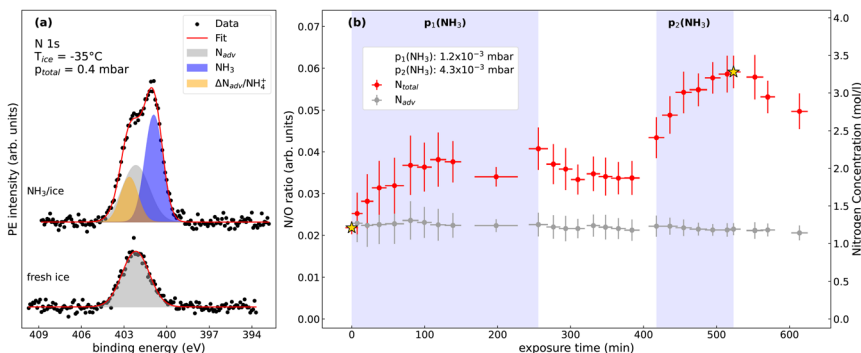 (a)
N 1s
T_ice = -35°C
p_total = 0.4 mbar
Data
Fit
N_adv
NH₃
ΔN_adv/NH₄⁺
NH₃/ice
fresh ice
PE intensity (arb. units)
409 406 403 400 397 394
binding energy (eV)
(b)
p₁(NH₃)
p₂(NH₃)
p₁(NH₃): 1.2x10⁻³ mbar
p₂(NH₃): 4.3x10⁻³ mbar
N_total
N_adv
N/O ratio (arb. units)
0.07
0.06
0.05
0.04
0.03
0.02
0.01
0.00
0 100 200 300 400 500 600
exposure time (min)
4.0
3.5
3.0
2.5
2.0
1.5
1.0
0.5
0.0
Nitrogen Concentration (mol/l)